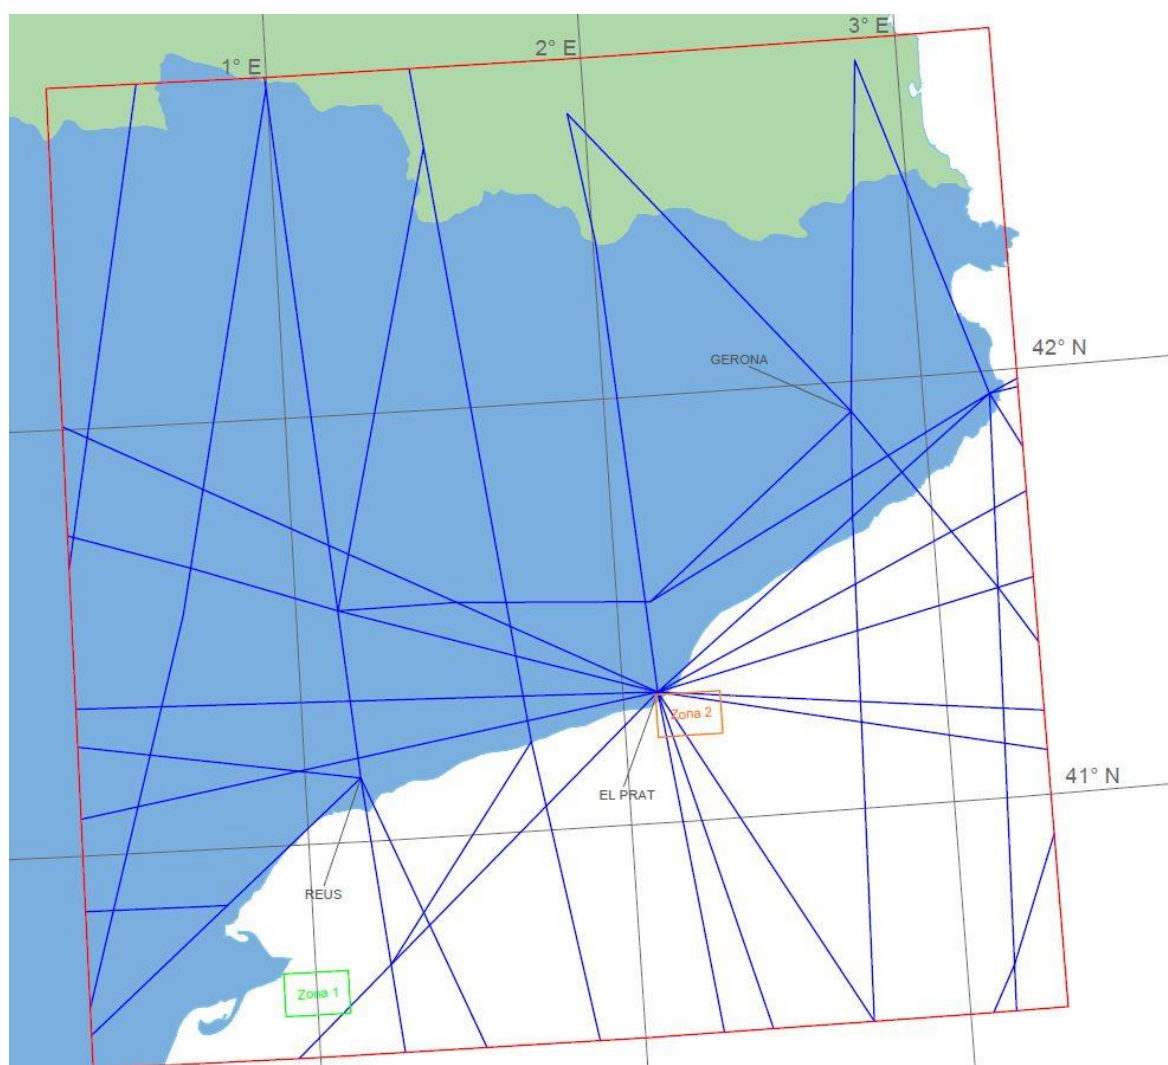 3° E
2° E
1° E
42° N
GERONA
Zona 2
41° N
EL PRAT
REUS
Zona 1